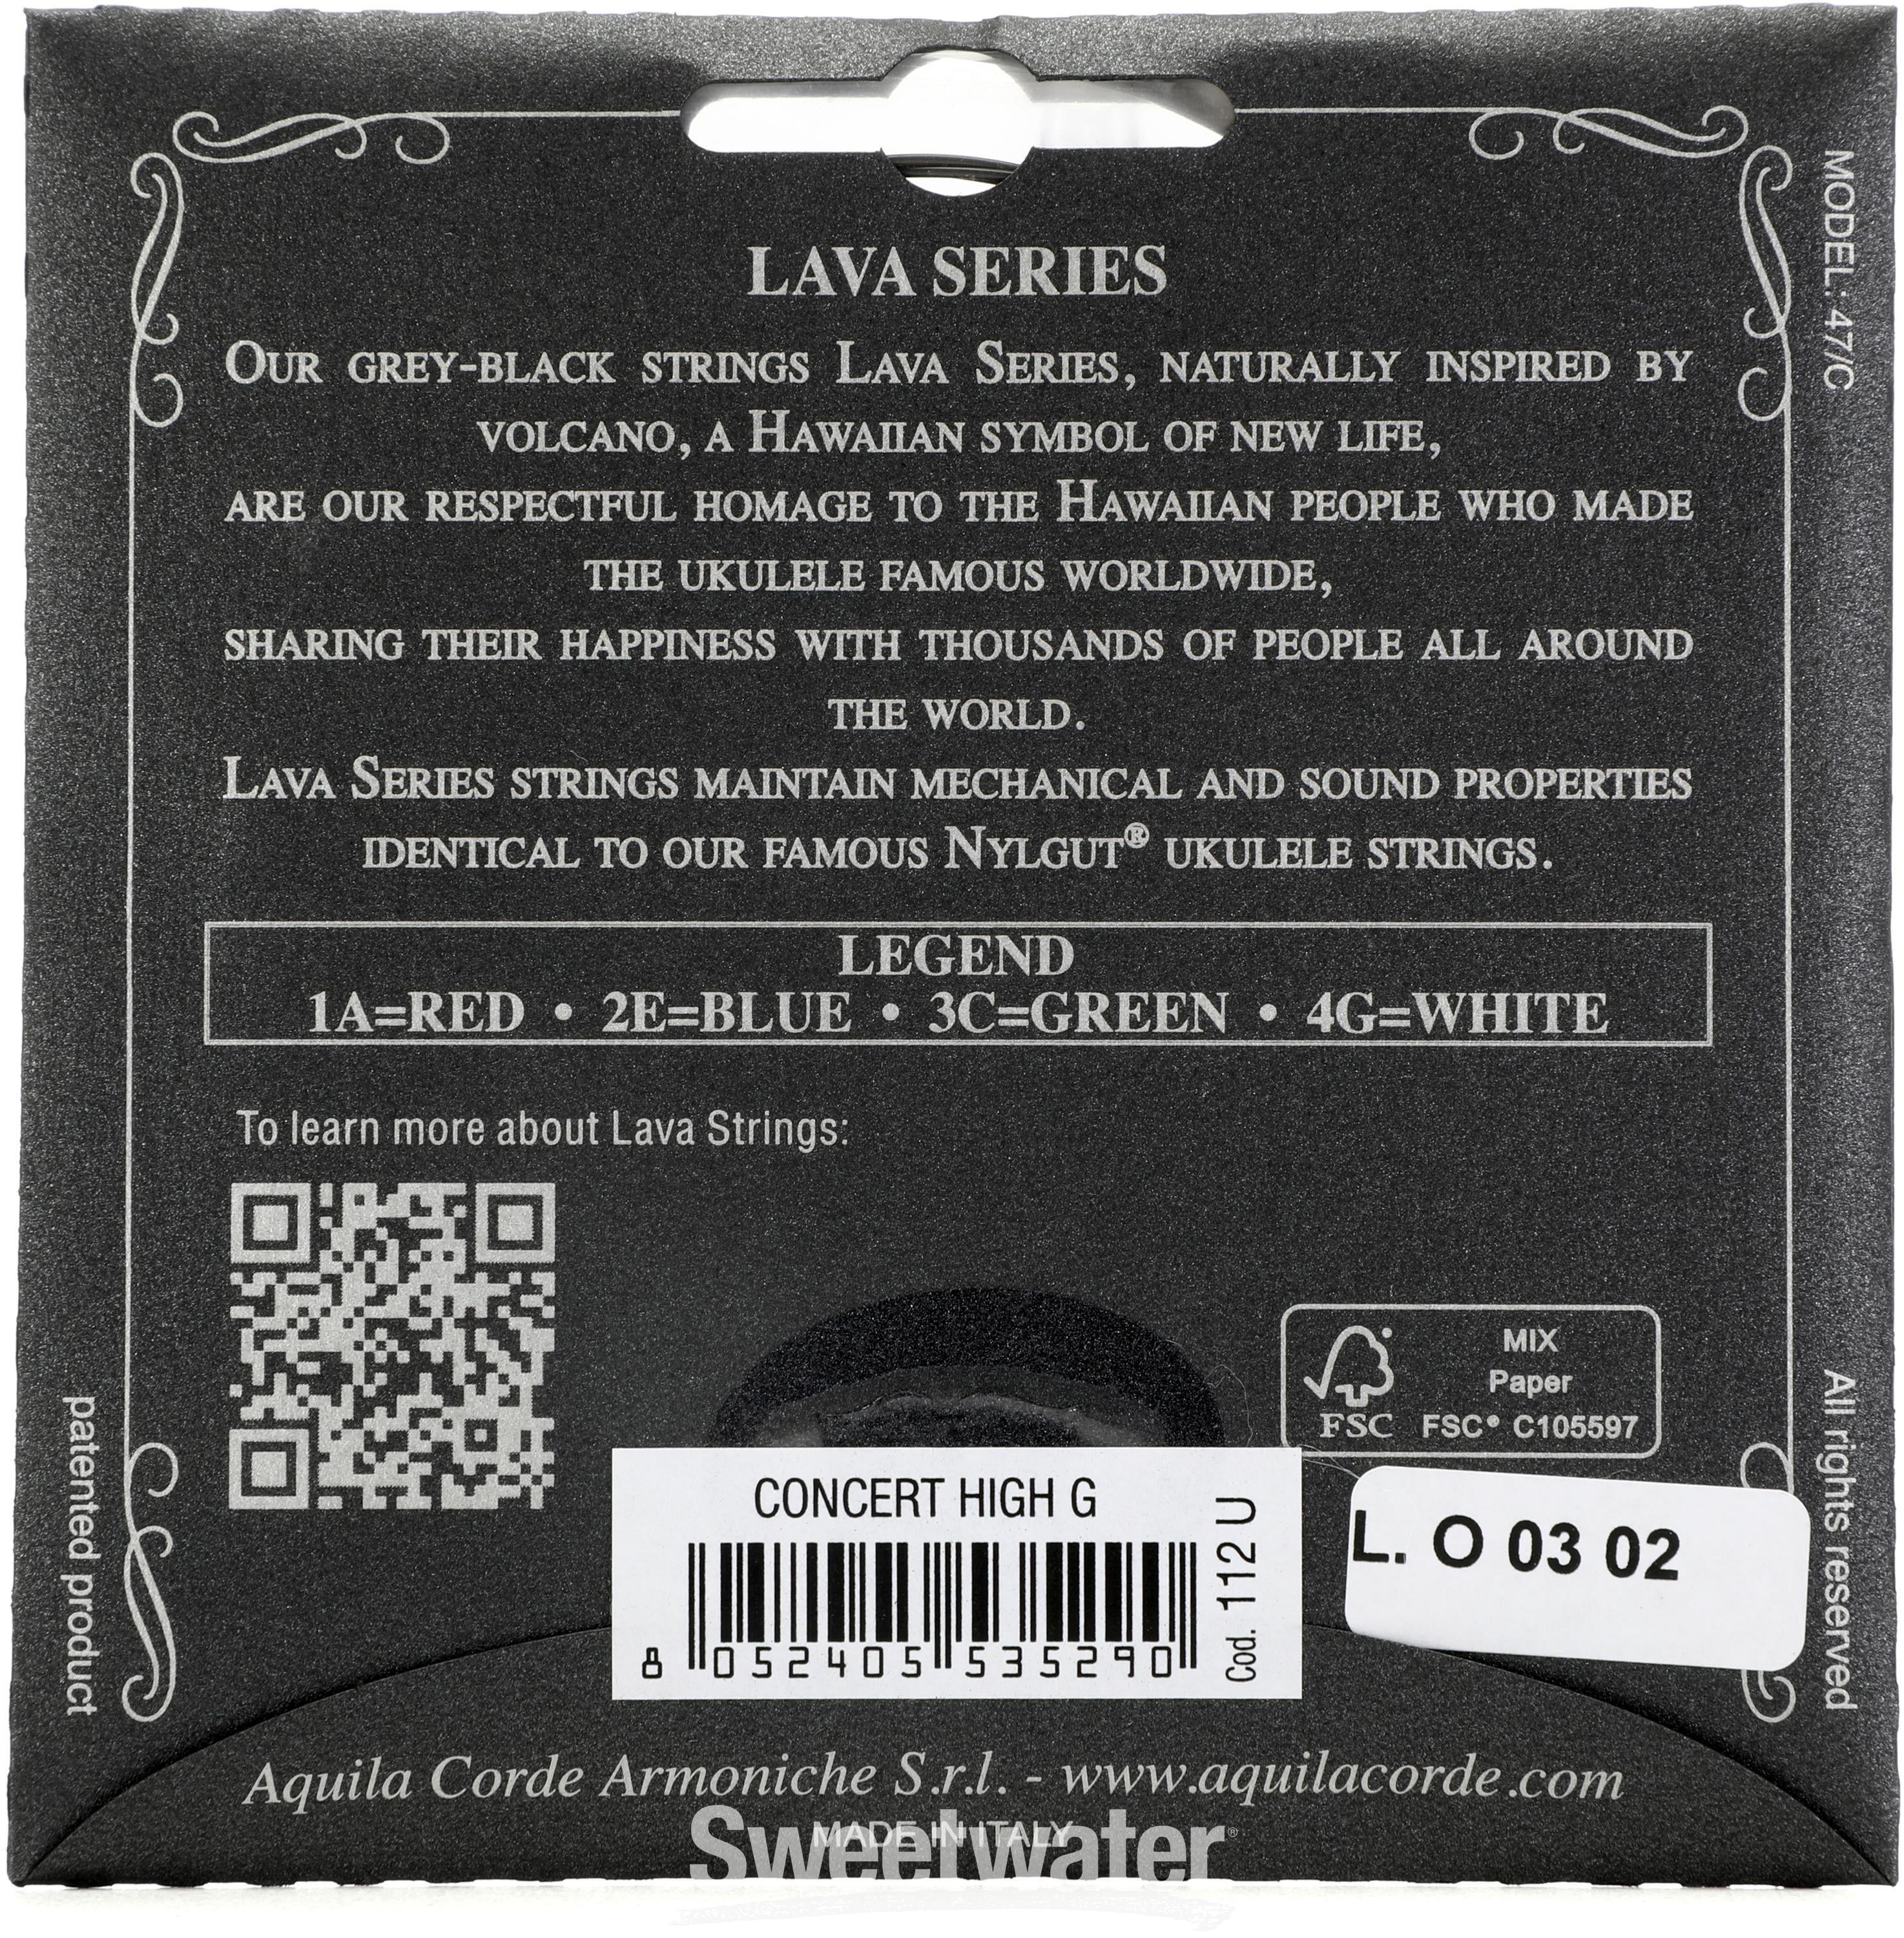 MODEL: 47/C
LAVA SERIES
OUR GREY-BLACK STRINGS LAVA SERIES, NATURALLY INSPIRED BY
VOLCANO, A HAWAIIAN SYMBOL OF NEW LIFE,
ARE OUR RESPECTFUL HOMAGE TO THE HAWAIIAN PEOPLE WHO MADE
THE UKULELE FAMOUS WORLDWIDE,
SHARING THEIR HAPPINESS WITH THOUSANDS OF PEOPLE ALL AROUND
THE WORLD.
LAVA SERIES STRINGS MAINTAIN MECHANICAL AND SOUND PROPERTIES
IDENTICAL TO OUR FAMOUS NYLGUT® UKULELE STRINGS.
LEGEND
1A=RED • 2E=BLUE • 3C=GREEN • 4G=WHITE
To learn more about Lava Strings:
MIX
Paper
FSC FSC® C105597
patented product
All rights reserved
CONCERT HIGH G
Cod. 112 U
8 052405 535290
L. O 03 02
Aquila Corde Armoniche S.r.l. - www.aquilacorde.com
MADE IN ITALY
Sweetwater®